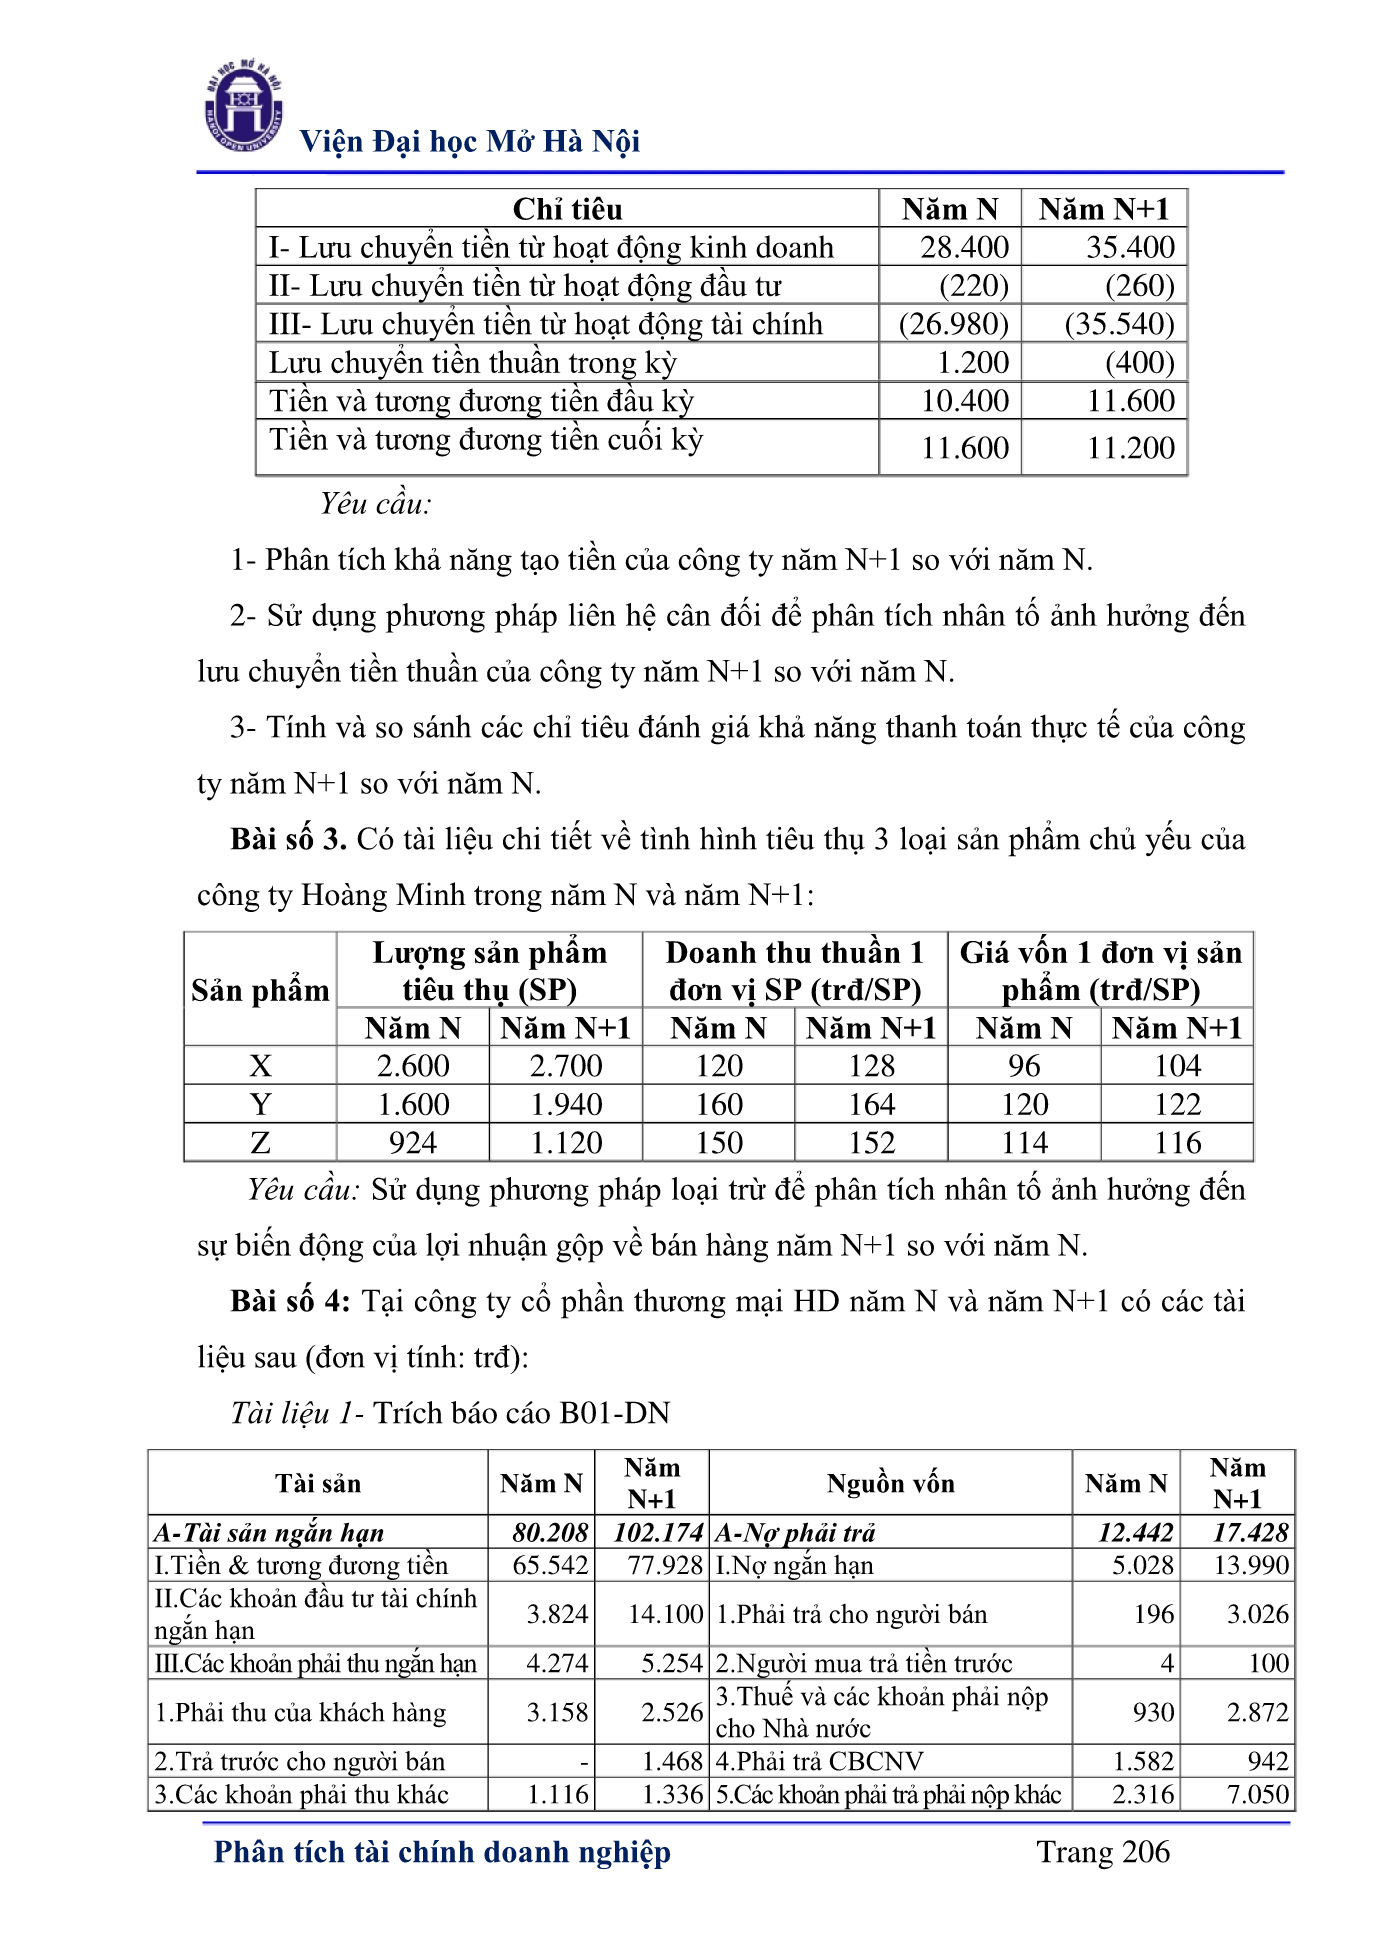 ĐẠI HỌC MỞ HÀ NỘI
HANOI OPEN UNIVERSITY
Viện Đại học Mở Hà Nội
Chỉ tiêu Năm N Năm N+1
I- Lưu chuyển tiền từ hoạt động kinh doanh 28.400 35.400
II- Lưu chuyển tiền từ hoạt động đầu tư (220) (260)
III- Lưu chuyển tiền từ hoạt động tài chính (26.980) (35.540)
Lưu chuyển tiền thuần trong kỳ 1.200 (400)
Tiền và tương đương tiền đầu kỳ 10.400 11.600
Tiền và tương đương tiền cuối kỳ 11.600 11.200
Yêu cầu:
1- Phân tích khả năng tạo tiền của công ty năm N+1 so với năm N.
2- Sử dụng phương pháp liên hệ cân đối để phân tích nhân tố ảnh hưởng đến
lưu chuyển tiền thuần của công ty năm N+1 so với năm N.
3- Tính và so sánh các chỉ tiêu đánh giá khả năng thanh toán thực tế của công
ty năm N+1 so với năm N.
Bài số 3. Có tài liệu chi tiết về tình hình tiêu thụ 3 loại sản phẩm chủ yếu của
công ty Hoàng Minh trong năm N và năm N+1:
Sản phẩm
Lượng sản phẩm
tiêu thụ (SP)
Doanh thu thuần 1
đơn vị SP (trđ/SP)
Giá vốn 1 đơn vị sản
phẩm (trđ/SP)
Năm N Năm N+1 Năm N Năm N+1 Năm N Năm N+1
X 2.600 2.700 120 128 96 104
Y 1.600 1.940 160 164 120 122
Z 924 1.120 150 152 114 116
Yêu cầu: Sử dụng phương pháp loại trừ để phân tích nhân tố ảnh hưởng đến
sự biến động của lợi nhuận gộp về bán hàng năm N+1 so với năm N.
Bài số 4: Tại công ty cổ phần thương mại HD năm N và năm N+1 có các tài
liệu sau (đơn vị tính: trđ):
Tài liệu 1- Trích báo cáo B01-DN
Tài sản Năm N
Năm
N+1
Nguồn vốn Năm N
Năm
N+1
A-Tài sản ngắn hạn 80.208 102.174 A-Nợ phải trả 12.442 17.428
I.Tiền & tương đương tiền 65.542 77.928 I.Nợ ngắn hạn 5.028 13.990
II.Các khoản đầu tư tài chính
ngắn hạn
3.824 14.100 1.Phải trả cho người bán 196 3.026
III.Các khoản phải thu ngắn hạn 4.274 5.254 2.Người mua trả tiền trước 4 100
1.Phải thu của khách hàng 3.158 2.526
3.Thuế và các khoản phải nộp
cho Nhà nước
930 2.872
2.Trả trước cho người bán - 1.468 4.Phải trả CBCNV 1.582 942
3.Các khoản phải thu khác 1.116 1.336 5.Các khoản phải trả phải nộp khác 2.316 7.050
Phân tích tài chính doanh nghiệp Trang 206